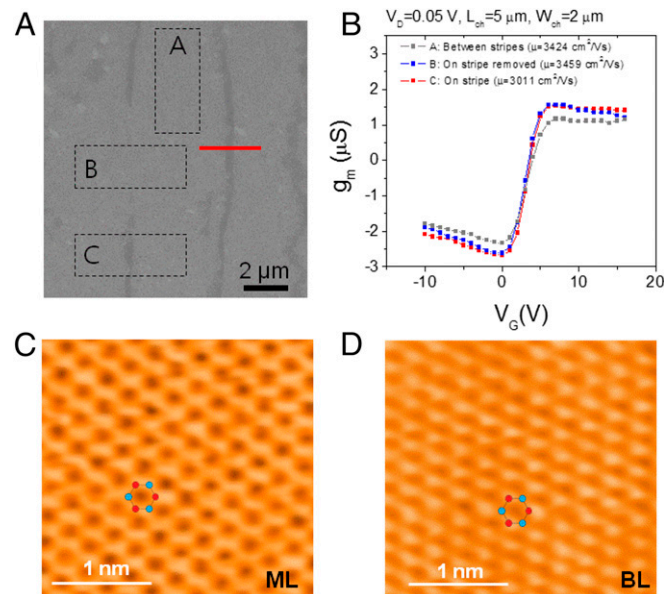 A
A
B
C
2 μm
B
V_D=0.05 V, L_ch=5 μm, W_ch=2 μm
A: Between stripes (μ=3424 cm²/Vs)
B: On stripe removed (μ=3459 cm²/Vs)
C: On stripe (μ=3011 cm²/Vs)
g_m (μS)
4
3
2
1
0
-1
-2
-3
-10 0 10 20
V_G(V)
C
1 nm
ML
D
1 nm
BL